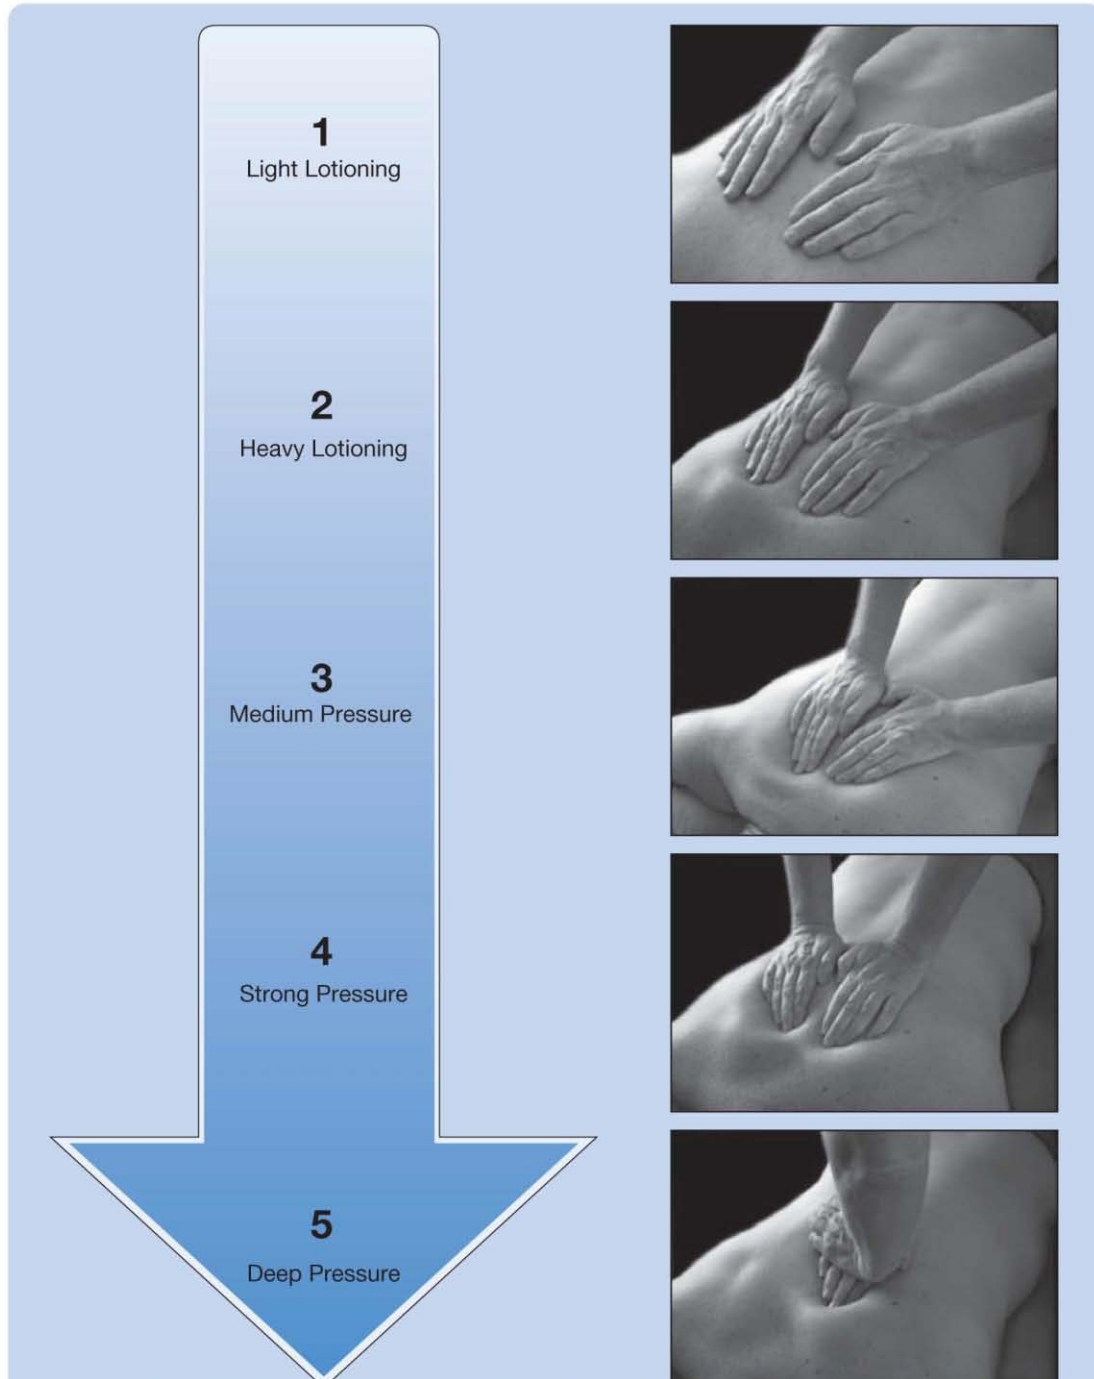 1
Light Lotioning
2
Heavy Lotioning
3
Medium Pressure
4
Strong Pressure
5
Deep Pressure